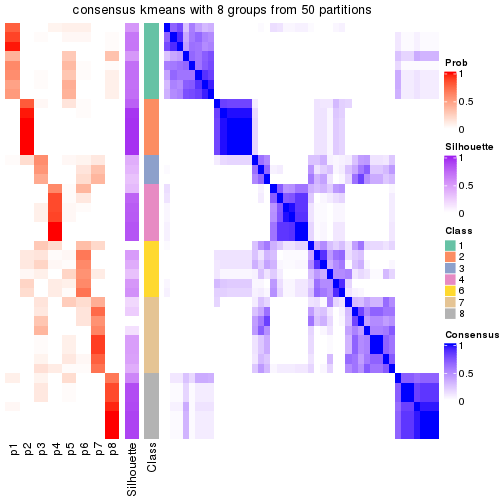 consensus kmeans with 8 groups from 50 partitions
Prob
1
0.5
0
Silhouette
1
0.5
0
Class
1
2
3
4
6
7
8
Consensus
1
0.5
0
p1
p2
p3
p4
p5
p6
p7
p8
Silhouette
Class